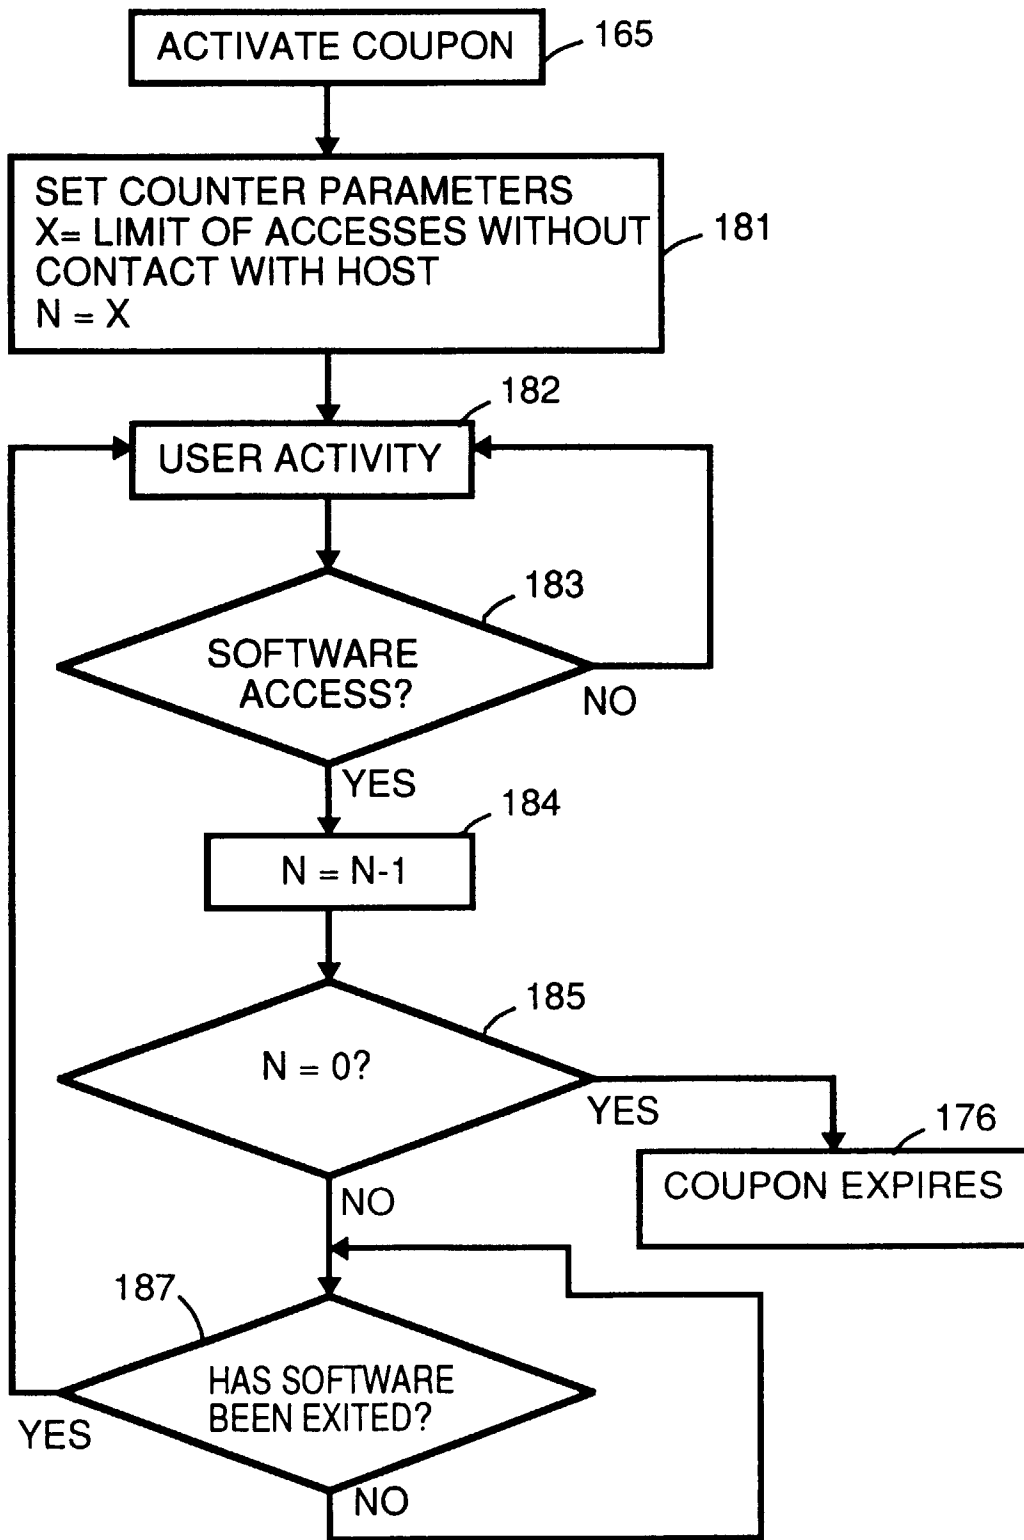 ACTIVATE COUPON
165
SET COUNTER PARAMETERS
X= LIMIT OF ACCESSES WITHOUT
CONTACT WITH HOST
N = X
181
182
USER ACTIVITY
183
SOFTWARE
ACCESS?
NO
YES
184
N = N-1
185
N = 0?
YES
176
COUPON EXPIRES
NO
187
HAS SOFTWARE
BEEN EXITED?
YES
NO